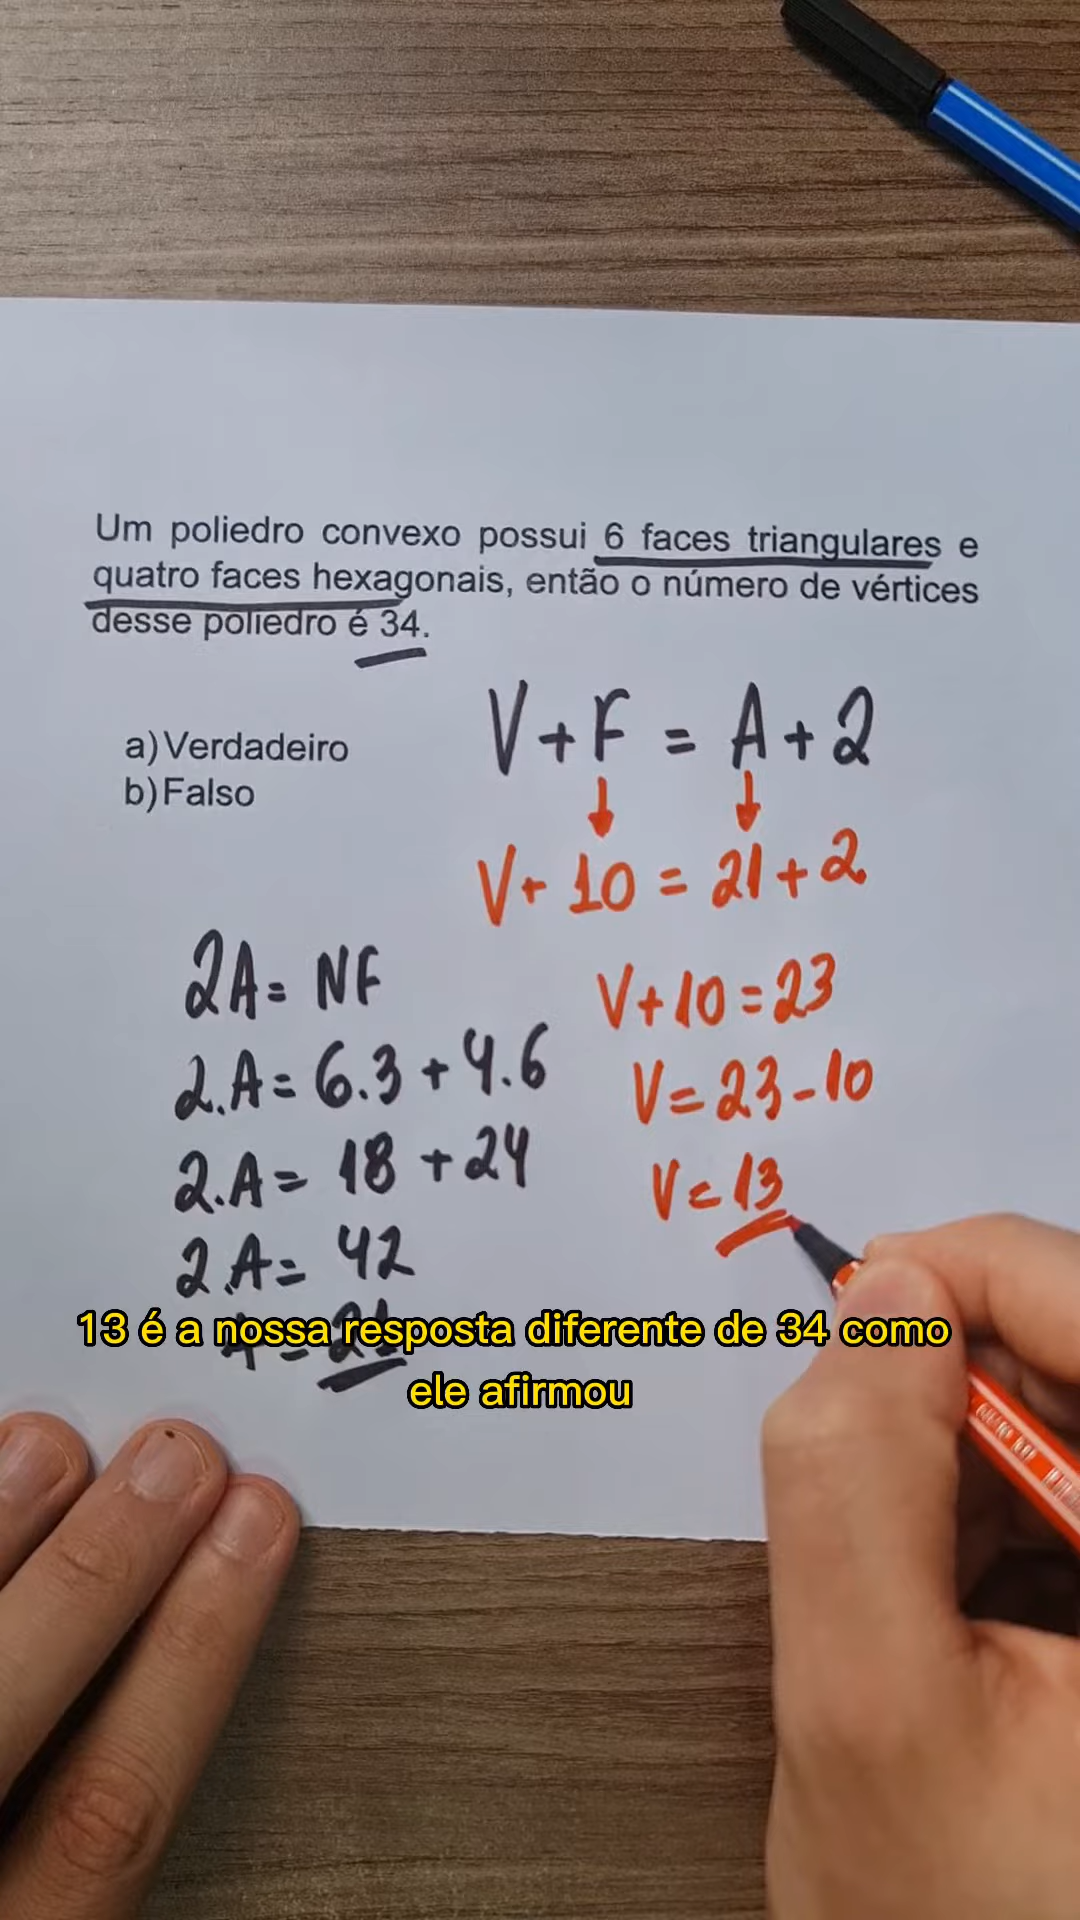 Um poliedro convexo possui 6 faces triangulares e
quatro faces hexagonais, então o número de vértices
desse poliedro é 34.
a) Verdadeiro
b) Falso
V + F = A + 2
V + 10 = 21 + 2
V + 10 = 23
V = 23 - 10
V = 13
2A = NF
2.A = 6.3 + 4.6
2.A = 18 + 24
2.A = 42
A = 21
13 é a nossa resposta diferente de 34 como
ele afirmou